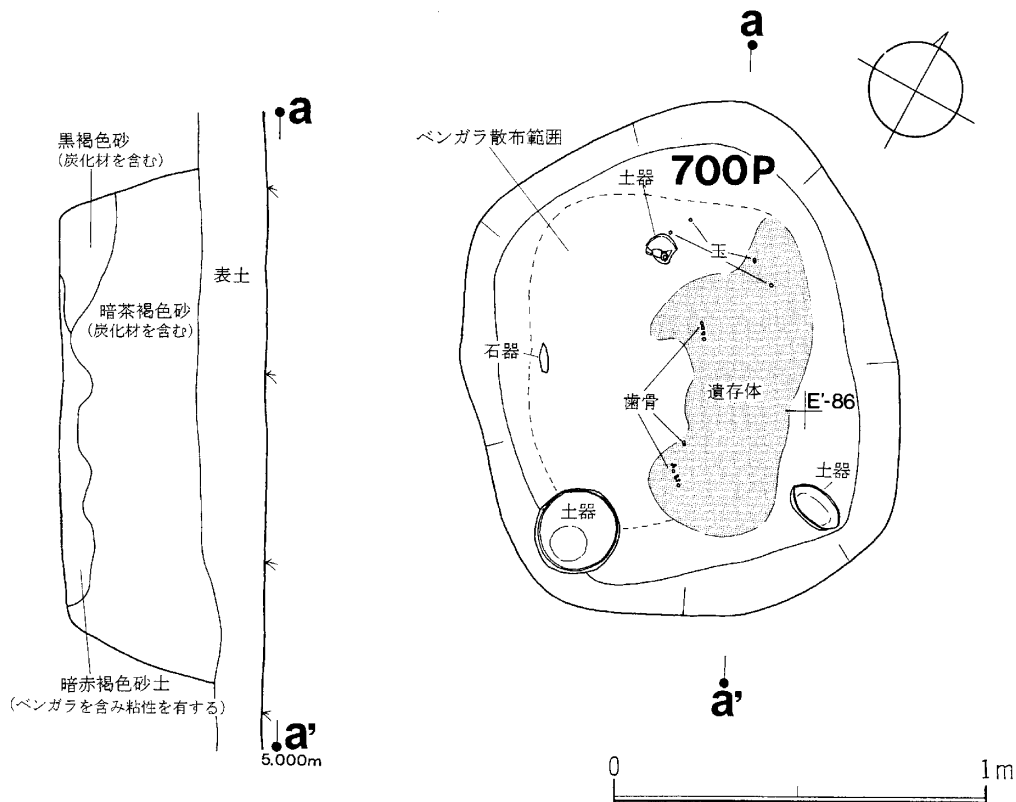 a
黒褐色砂
(炭化材を含む)
表土
暗茶褐色砂
(炭化材を含む)
暗赤褐色砂土
(ベンガラを含み粘性を有する)
a'
5.000m
a
ベンガラ散布範囲
700P
土器
玉
石器
歯骨
遺存体
E'-86
土器
土器
a'
0
1m